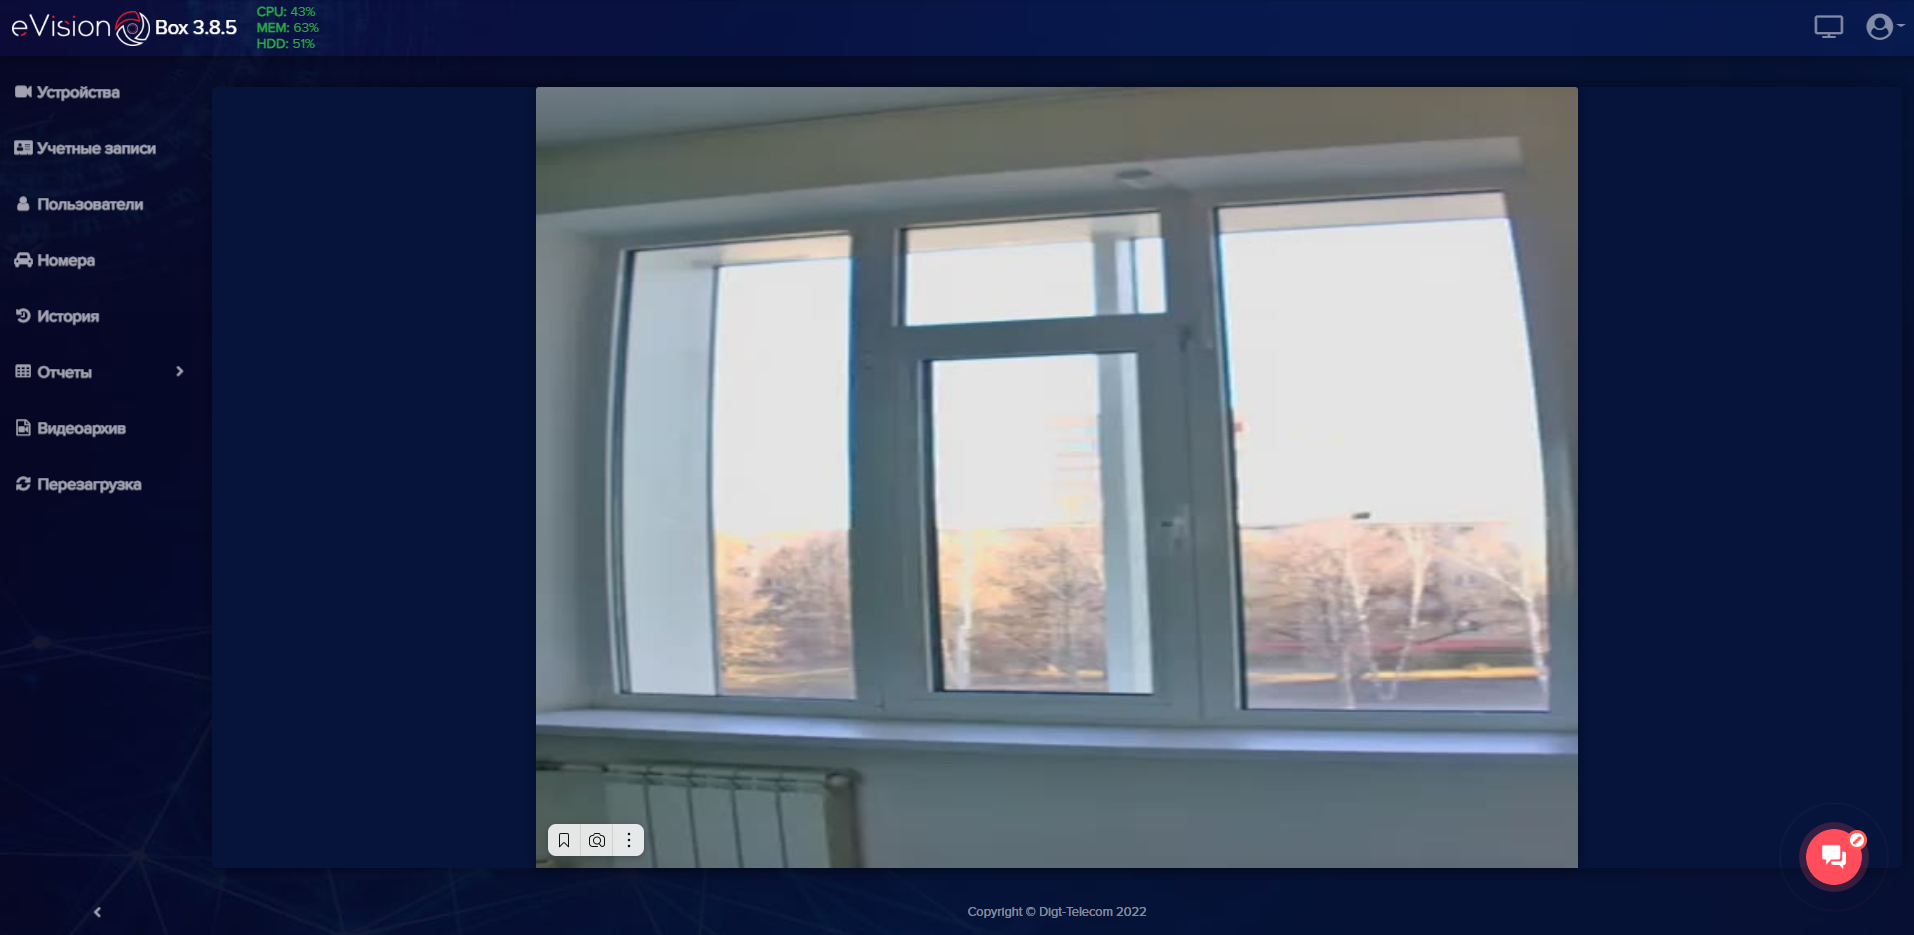 eVision Box 3.8.5
CPU: 43%
MEM: 63%
HDD: 51%
Устройства
Учетные записи
Пользователи
Номера
История
Отчеты
Видеоархив
Перезагрузка
Copyright © Digt-Telecom 2022